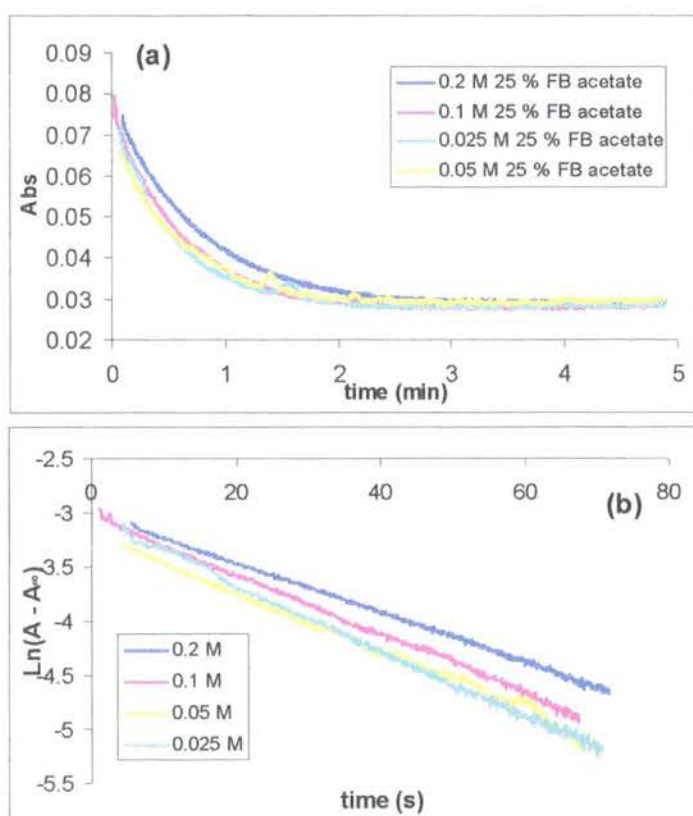 (a)
0.09
0.08
0.07
0.06
0.05
0.04
0.03
0.02
Abs
0.2 M 25 % FB acetate
0.1 M 25 % FB acetate
0.025 M 25 % FB acetate
0.05 M 25 % FB acetate
0 1 2 3 4 5
time (min)
(b)
-2.5
0 20 40 60 80
-3
-3.5
-4
-4.5
-5
-5.5
Ln(A - A∞)
0.2 M
0.1 M
0.05 M
0.025 M
time (s)